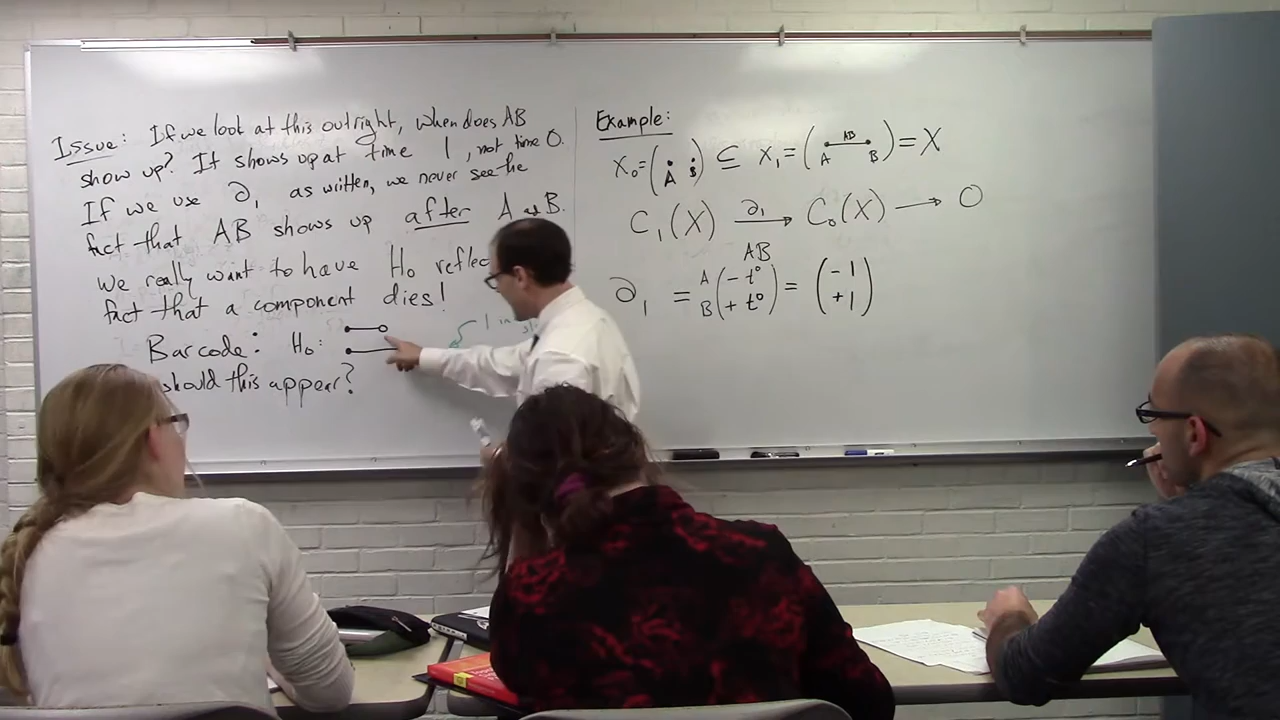 Issue: If we look at this outright, when does AB
show up? It shows up at time 1, not time 0.
If we use ∂₁ as written, we never see the
fact that AB shows up after A B.
we really want to have H₀
fact that a component dies!
Barcode: H₀:
should this appear?
1 in
Example:
X₀=(A B) ⊆ X₁=(A AB B)=X
C₁(X) ∂₁→ C₀(X) → 0
AB
∂₁ = A(-t⁰) = (-1)
B(+t⁰) (+1)